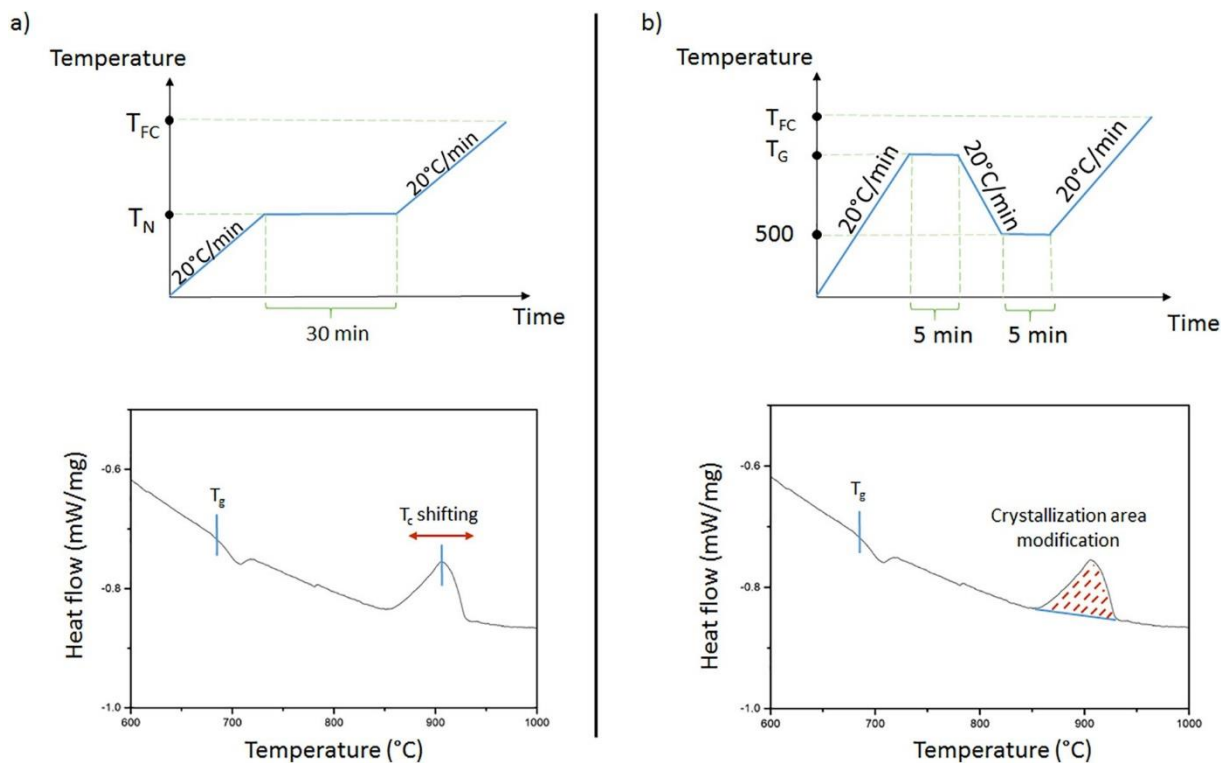 a)
Temperature
T_FC
T_N
20°C/min
20°C/min
Time
30 min
Heat flow (mW/mg)
-0.6
-0.8
-1.0
T_g
T_c shifting
600
700
800
900
1000
Temperature (°C)
b)
Temperature
T_FC
T_G
500
20°C/min
20°C/min
20°C/min
Time
5 min
5 min
Heat flow (mW/mg)
-0.6
-0.8
-1.0
T_g
Crystallization area
modification
600
700
800
900
1000
Temperature (°C)